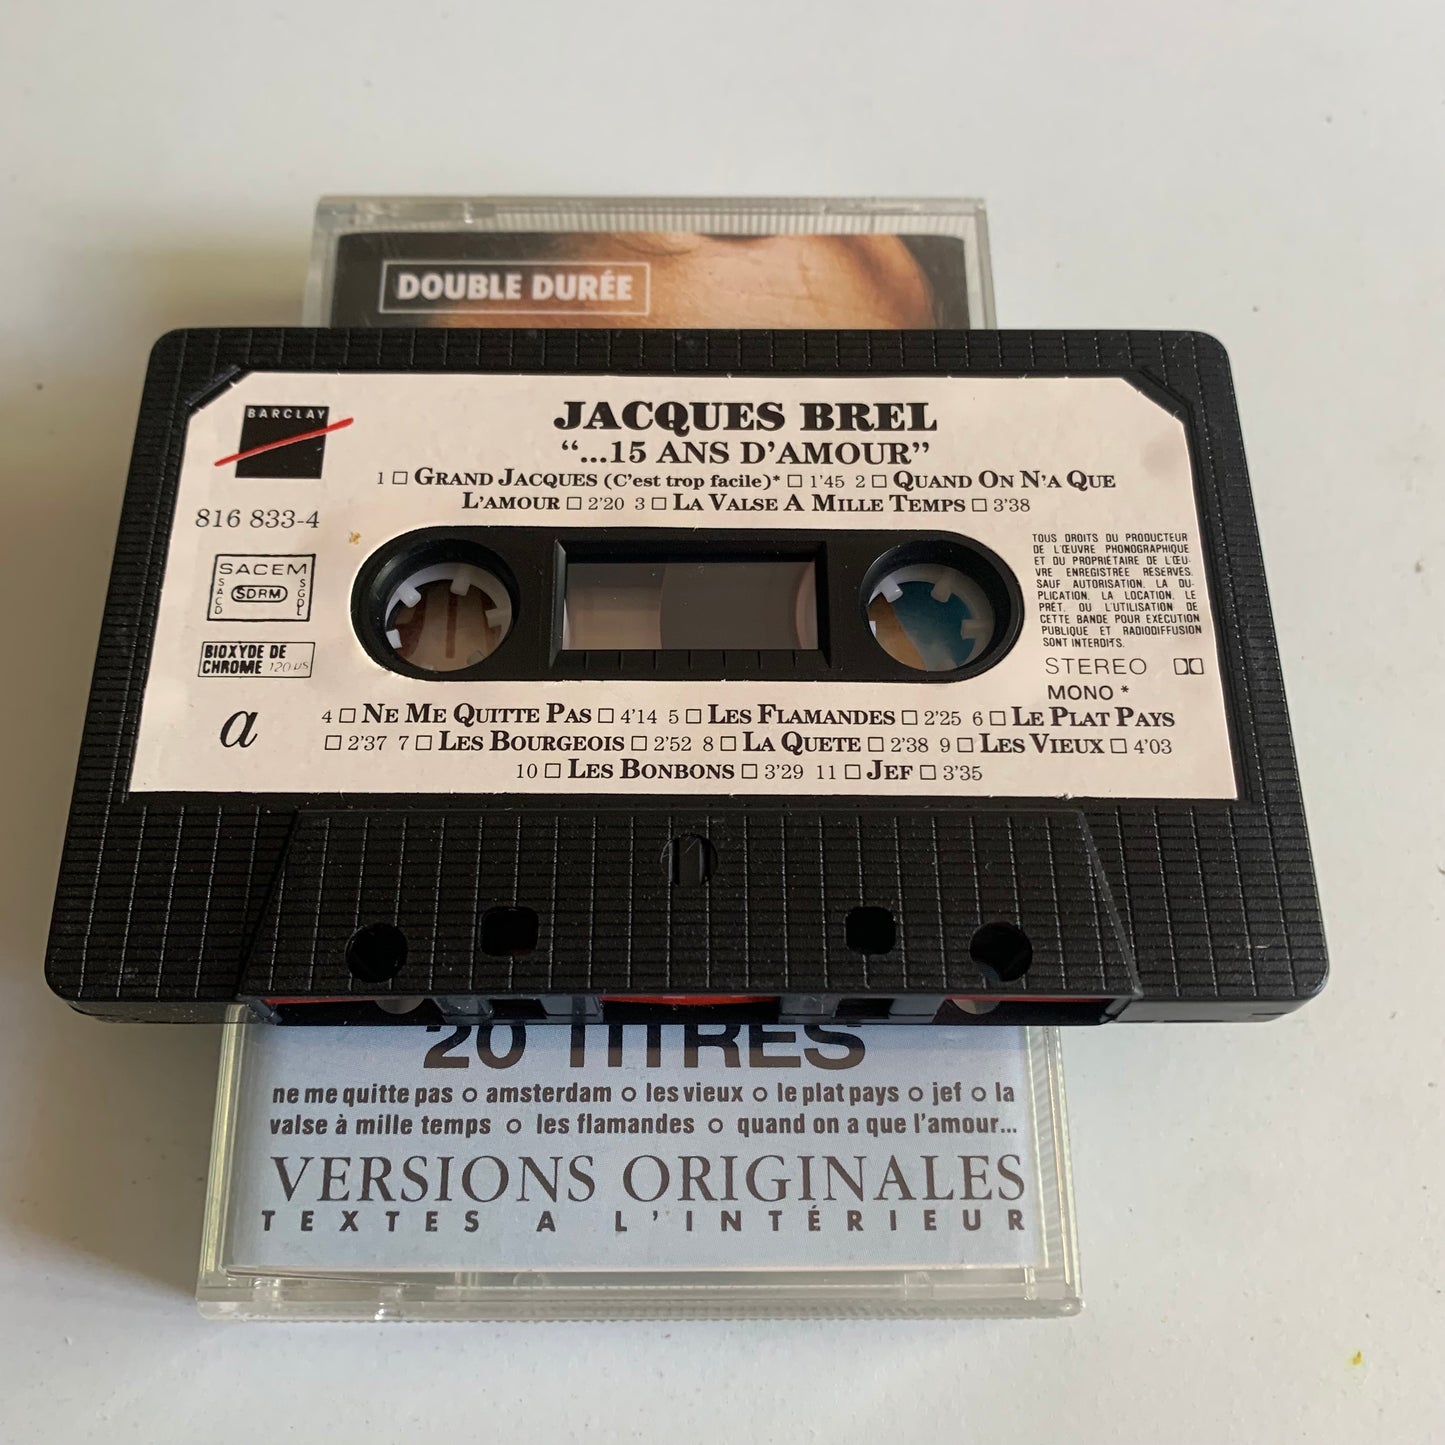 DOUBLE DURÉE
BARCLAY
JACQUES BREL
“...15 ANS D’AMOUR”
1 □ GRAND JACQUES (C’est trop facile)* □ 1’45 2 □ QUAND ON N’A QUE
L’AMOUR □ 2’20 3 □ LA VALSE A MILLE TEMPS □ 3’38
816 833-4
SACEM
SACD
SDRM
SGDL
BIOXYDE DE
CHROME 120 µs
TOUS DROITS DU PRODUCTEUR
DE L’ŒUVRE PHONOGRAPHIQUE
ET DU PROPRIÉTAIRE DE L’ŒU-
VRE ENREGISTRÉE RÉSERVÉS.
SAUF AUTORISATION, LA DU-
PLICATION, LA LOCATION, LE
PRÊT, OU L’UTILISATION DE
CETTE BANDE POUR EXÉCUTION
PUBLIQUE ET RADIODIFFUSION
SONT INTERDITS.
STEREO
MONO *
a
4 □ NE ME QUITTE PAS □ 4’14 5 □ LES FLAMANDES □ 2’25 6 □ LE PLAT PAYS
□ 2’37 7 □ LES BOURGEOIS □ 2’52 8 □ LA QUETE □ 2’38 9 □ LES VIEUX □ 4’03
10 □ LES BONBONS □ 3’29 11 □ JEF □ 3’35
20 TITRES
ne me quitte pas o amsterdam o les vieux o le plat pays o jef o la
valse à mille temps o les flamandes o quand on a que l’amour...
VERSIONS ORIGINALES
TEXTES A L’INTÉRIEUR